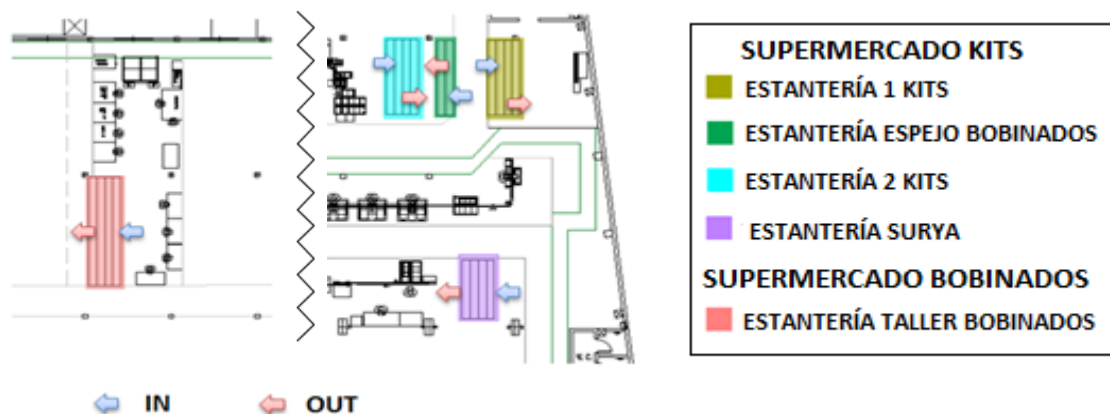 SUPERMERCADO KITS
ESTANTERÍA 1 KITS
ESTANTERÍA ESPEJO BOBINADOS
ESTANTERÍA 2 KITS
ESTANTERÍA SURYA
SUPERMERCADO BOBINADOS
ESTANTERÍA TALLER BOBINADOS
IN
OUT